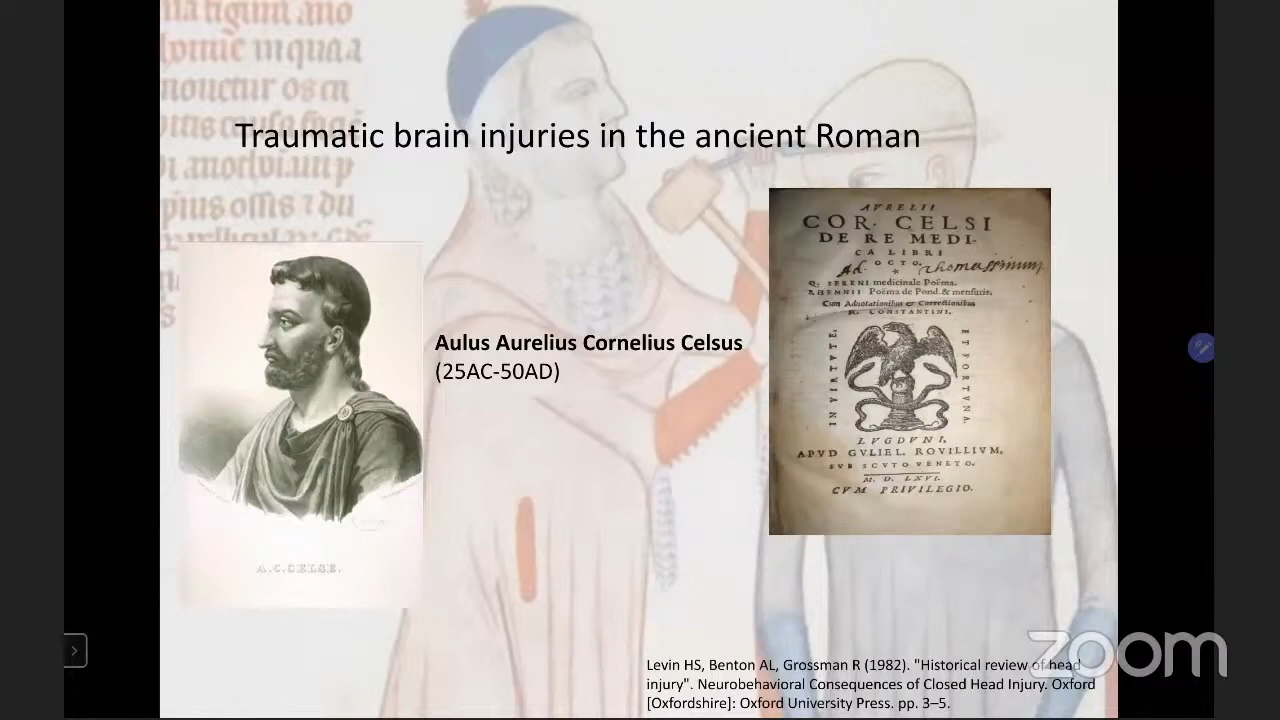 Traumatic brain injuries in the ancient Roman
Aulus Aurelius Cornelius Celsus
(25AC-50AD)
A.C.CELSE.
AVRELII
COR. CELSI
DE RE MEDI-
CA LIBRI
OCTO.
Ad
Q. SERENI medicinale Poëma.
RHEMNII Poëma de Pond. & mensuris.
Cum Adnotationibus & Correctionibus
R. CONSTANTINI.
IN VIRTVTE,
ET FORTVNA.
LVGDVNI,
APVD GVLIEL. ROVILLIVM,
SVB SCVTO VENETO.
M. D. LXVI.
CVM PRIVILEGIO.
Levin HS, Benton AL, Grossman R (1982). "Historical review of head
injury". Neurobehavioral Consequences of Closed Head Injury. Oxford
[Oxfordshire]: Oxford University Press. pp. 3–5.
zoom